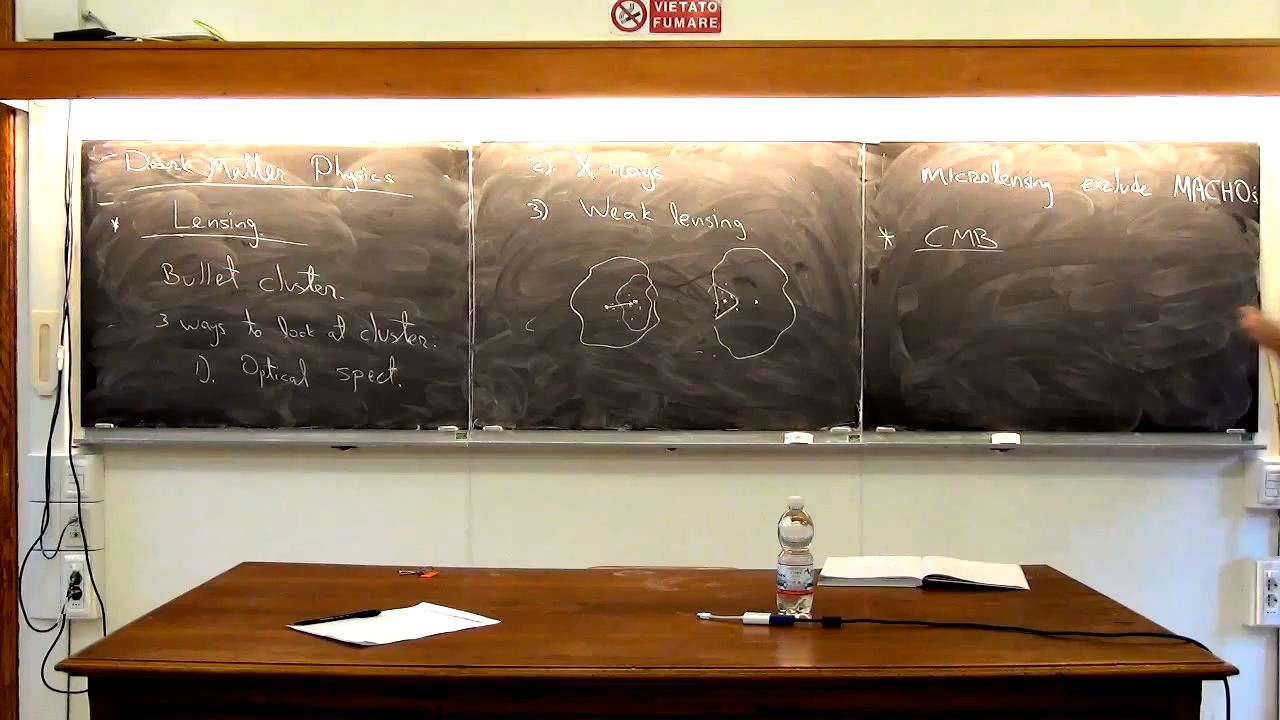 VIETATO
FUMARE
Dark Matter Physics
* Lensing
Bullet cluster.
3 ways to look at cluster.
1). Optical spect.
2). X-rays
3) Weak lensing
Microlensing exclude MACHO's
* CMB